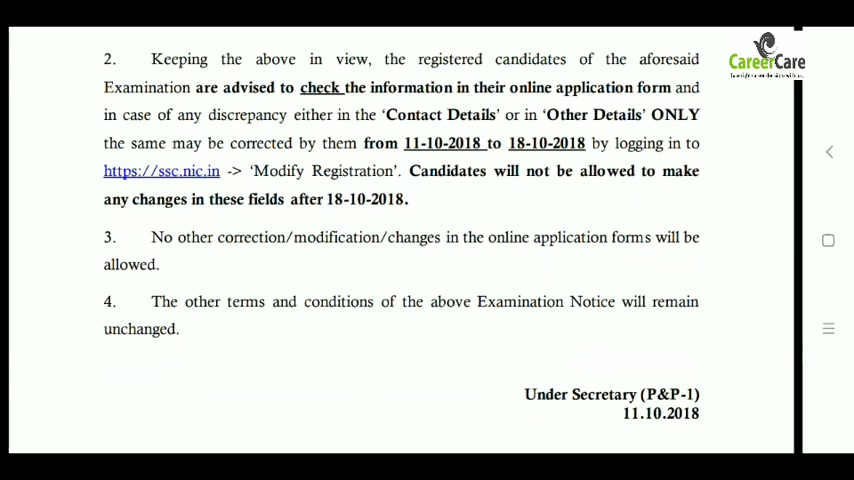 2. Keeping the above in view, the registered candidates of the aforesaid
Examination are advised to check the information in their online application form and
in case of any discrepancy either in the ‘Contact Details’ or in ‘Other Details’ ONLY
the same may be corrected by them from 11-10-2018 to 18-10-2018 by logging in to
https://ssc.nic.in -> ‘Modify Registration’. Candidates will not be allowed to make
any changes in these fields after 18-10-2018.
3. No other correction/modification/changes in the online application forms will be
allowed.
4. The other terms and conditions of the above Examination Notice will remain
unchanged.
Under Secretary (P&P-1)
11.10.2018
CareerCare